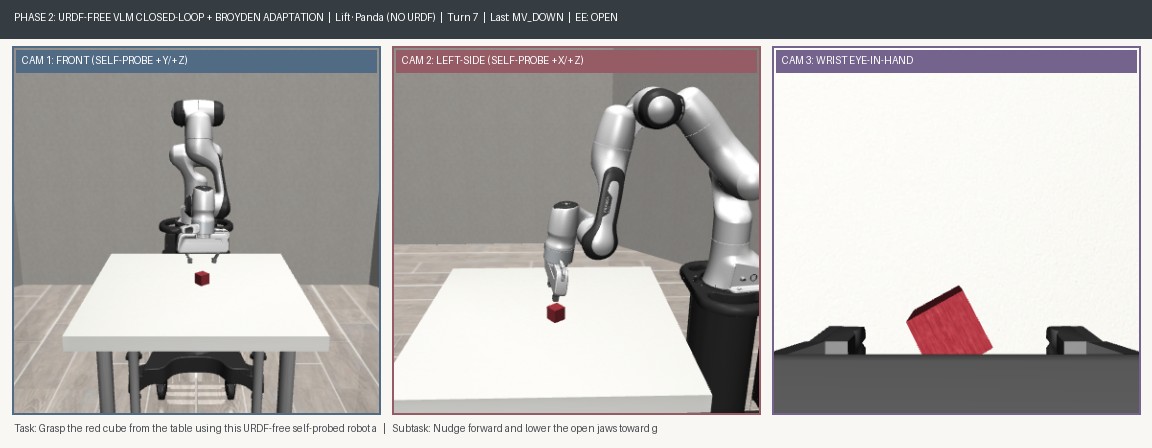 PHASE 2: URDF-FREE VLM CLOSED-LOOP + BROYDEN ADAPTATION | Lift·Panda (NO URDF) | Turn 7 | Last: MV_DOWN | EE: OPEN
CAM 1: FRONT (SELF-PROBE +Y/+Z)
CAM 2: LEFT-SIDE (SELF-PROBE +X/+Z)
CAM 3: WRIST EYE-IN-HAND
Task: Grasp the red cube from the table using this URDF-free self-probed robot a | Subtask: Nudge forward and lower the open jaws toward g